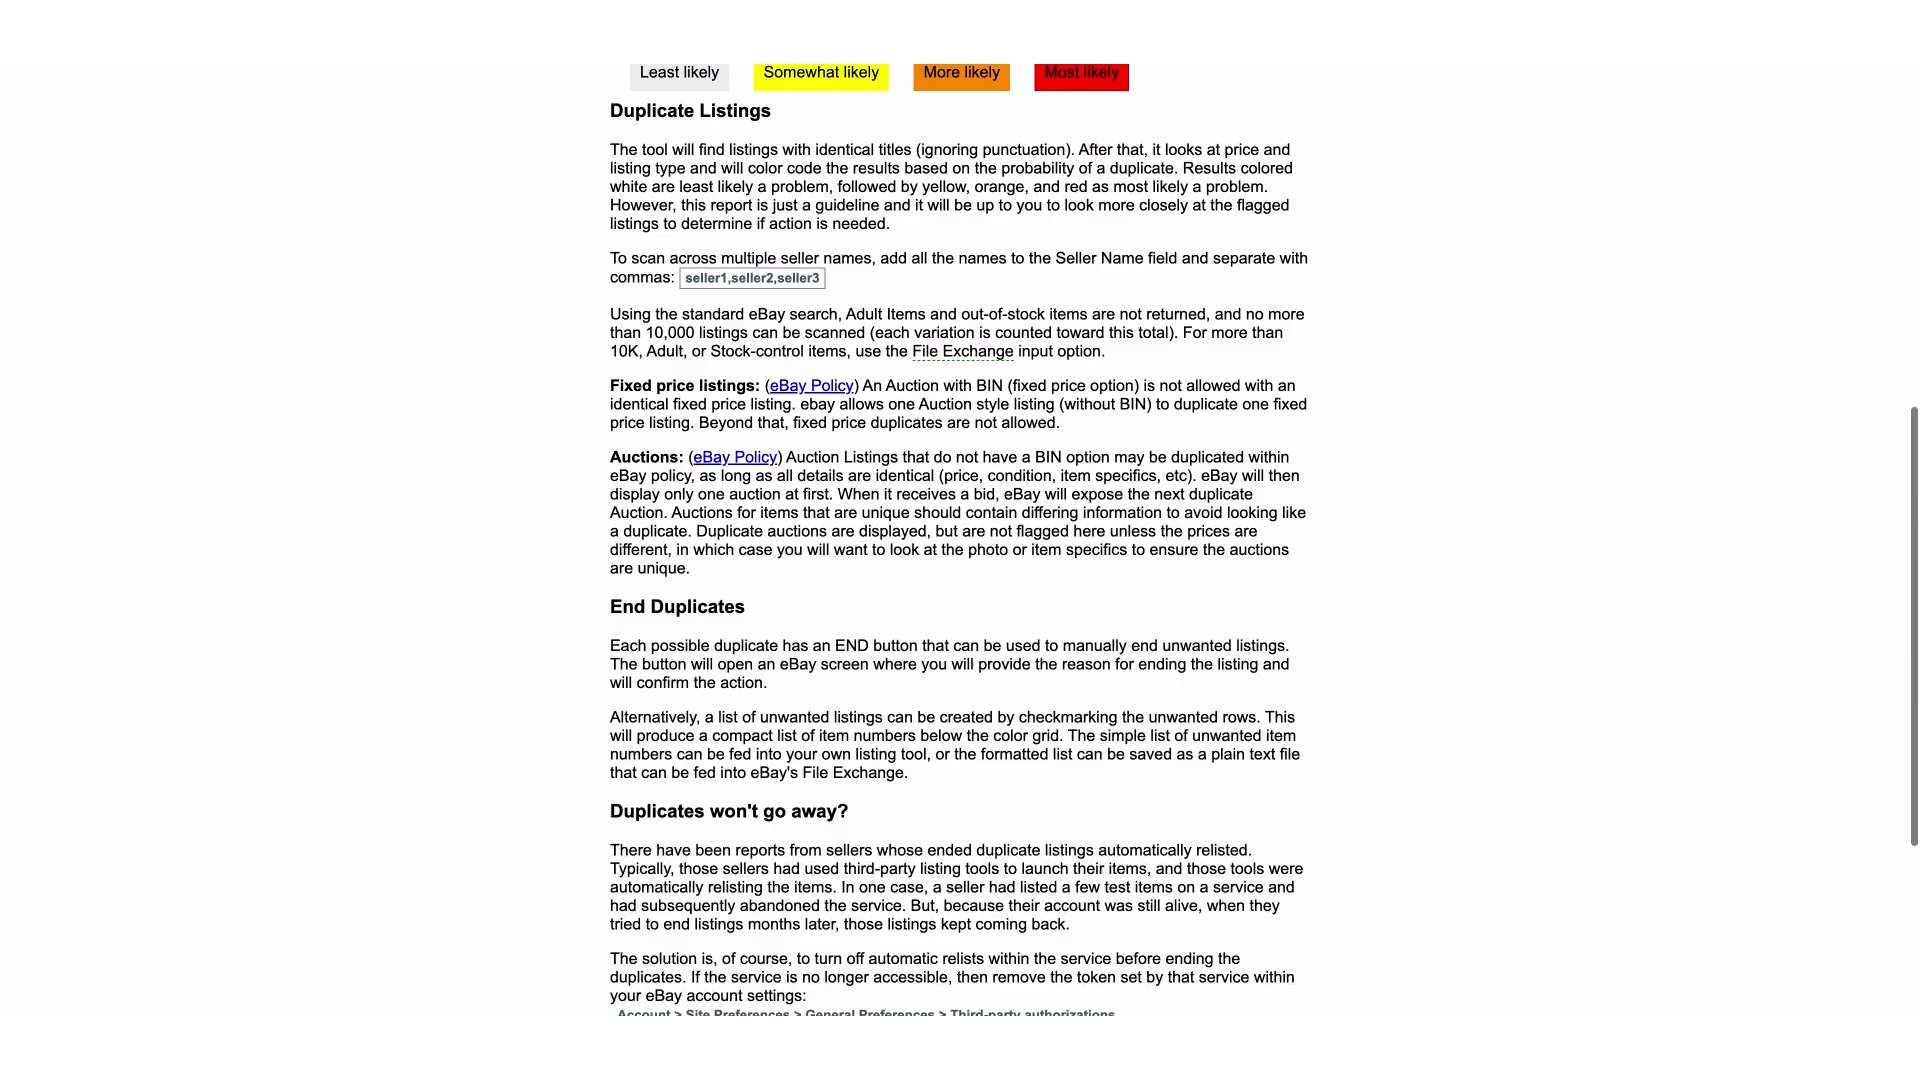 Least likely Somewhat likely More likely Most likely
Duplicate Listings
The tool will find listings with identical titles (ignoring punctuation). After that, it looks at price and
listing type and will color code the results based on the probability of a duplicate. Results colored
white are least likely a problem, followed by yellow, orange, and red as most likely a problem.
However, this report is just a guideline and it will be up to you to look more closely at the flagged
listings to determine if action is needed.
To scan across multiple seller names, add all the names to the Seller Name field and separate with
commas: seller1,seller2,seller3
Using the standard eBay search, Adult Items and out-of-stock items are not returned, and no more
than 10,000 listings can be scanned (each variation is counted toward this total). For more than
10K, Adult, or Stock-control items, use the File Exchange input option.
Fixed price listings: (eBay Policy) An Auction with BIN (fixed price option) is not allowed with an
identical fixed price listing. ebay allows one Auction style listing (without BIN) to duplicate one fixed
price listing. Beyond that, fixed price duplicates are not allowed.
Auctions: (eBay Policy) Auction Listings that do not have a BIN option may be duplicated within
eBay policy, as long as all details are identical (price, condition, item specifics, etc). eBay will then
display only one auction at first. When it receives a bid, eBay will expose the next duplicate
Auction. Auctions for items that are unique should contain differing information to avoid looking like
a duplicate. Duplicate auctions are displayed, but are not flagged here unless the prices are
different, in which case you will want to look at the photo or item specifics to ensure the auctions
are unique.
End Duplicates
Each possible duplicate has an END button that can be used to manually end unwanted listings.
The button will open an eBay screen where you will provide the reason for ending the listing and
will confirm the action.
Alternatively, a list of unwanted listings can be created by checkmarking the unwanted rows. This
will produce a compact list of item numbers below the color grid. The simple list of unwanted item
numbers can be fed into your own listing tool, or the formatted list can be saved as a plain text file
that can be fed into eBay's File Exchange.
Duplicates won't go away?
There have been reports from sellers whose ended duplicate listings automatically relisted.
Typically, those sellers had used third-party listing tools to launch their items, and those tools were
automatically relisting the items. In one case, a seller had listed a few test items on a service and
had subsequently abandoned the service. But, because their account was still alive, when they
tried to end listings months later, those listings kept coming back.
The solution is, of course, to turn off automatic relists within the service before ending the
duplicates. If the service is no longer accessible, then remove the token set by that service within
your eBay account settings:
Account > Site Preferences > General Preferences > Third-party authorizations